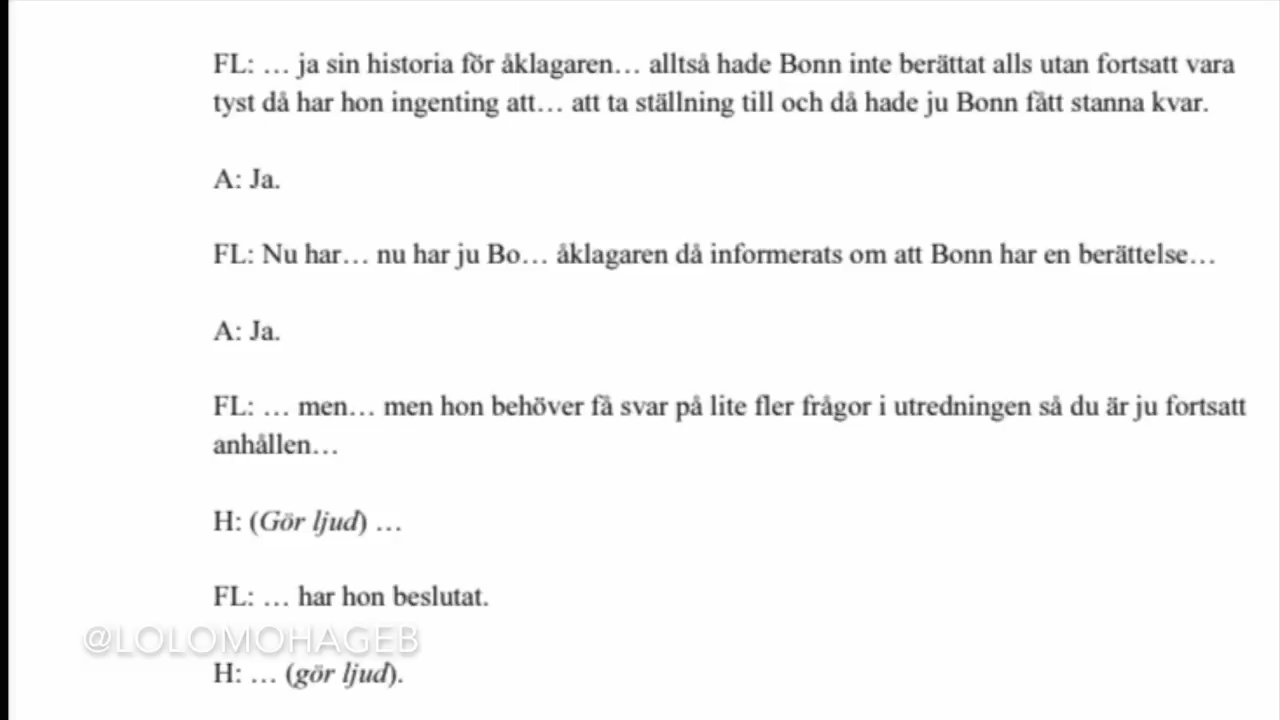 FL: … ja sin historia för åklagaren… alltså hade Bonn inte berättat alls utan fortsatt vara
tyst då har hon ingenting att… att ta ställning till och då hade ju Bonn fått stanna kvar.
A: Ja.
FL: Nu har… nu har ju Bo… åklagaren då informerats om att Bonn har en berättelse…
A: Ja.
FL: … men… men hon behöver få svar på lite fler frågor i utredningen så du är ju fortsatt
anhållen…
H: (Gör ljud) …
FL: … har hon beslutat.
@LOLOMOHAGEB
H: … (gör ljud).